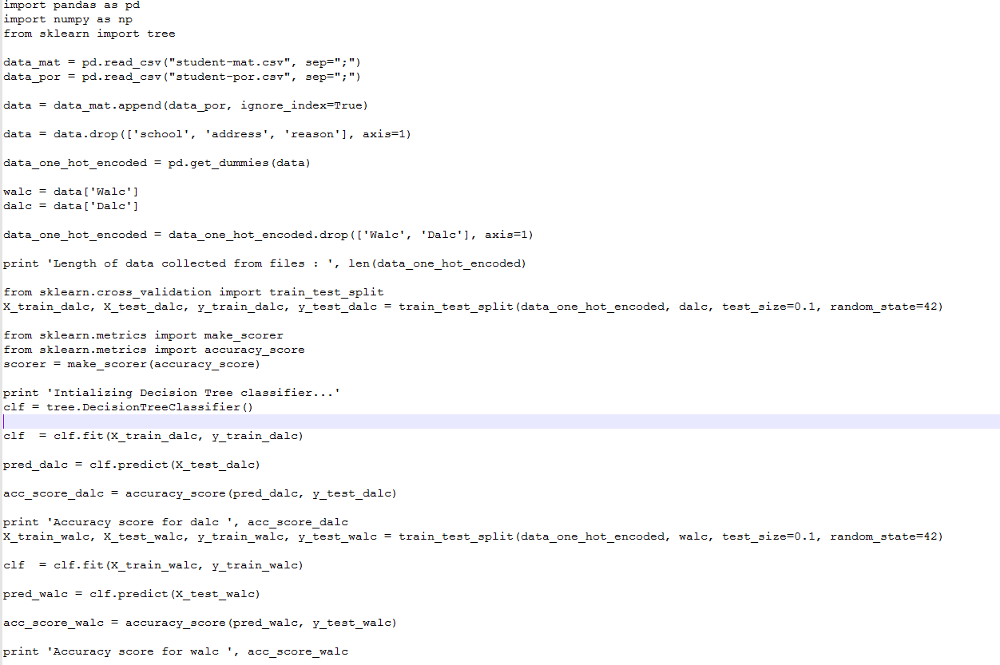 import pandas as pd
import numpy as np
from sklearn import tree
data_mat = pd.read_csv("student-mat.csv", sep=";")
data_por = pd.read_csv("student-por.csv", sep=";")
data = data_mat.append(data_por, ignore_index=True)
data = data.drop(['school', 'address', 'reason'], axis=1)
data_one_hot_encoded = pd.get_dummies(data)
walc = data['Walc']
dalc = data['Dalc']
data_one_hot_encoded = data_one_hot_encoded.drop(['Walc', 'Dalc'], axis=1)
print 'Length of data collected from files : ', len(data_one_hot_encoded)
from sklearn.cross_validation import train_test_split
X_train_dalc, X_test_dalc, y_train_dalc, y_test_dalc = train_test_split(data_one_hot_encoded, dalc, test_size=0.1, random_state=42)
from sklearn.metrics import make_scorer
from sklearn.metrics import accuracy_score
scorer = make_scorer(accuracy_score)
print 'Intializing Decision Tree classifier...'
clf = tree.DecisionTreeClassifier()
clf  = clf.fit(X_train_dalc, y_train_dalc)
pred_dalc = clf.predict(X_test_dalc)
acc_score_dalc = accuracy_score(pred_dalc, y_test_dalc)
print 'Accuracy score for dalc ', acc_score_dalc
X_train_walc, X_test_walc, y_train_walc, y_test_walc = train_test_split(data_one_hot_encoded, walc, test_size=0.1, random_state=42)
clf  = clf.fit(X_train_walc, y_train_walc)
pred_walc = clf.predict(X_test_walc)
acc_score_walc = accuracy_score(pred_walc, y_test_walc)
print 'Accuracy score for walc ', acc_score_walc